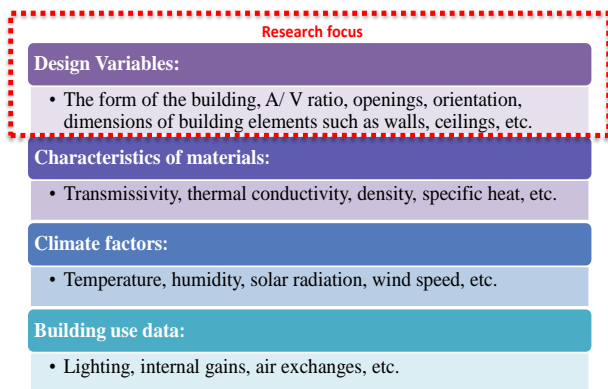 Research focus
Design Variables:
• The form of the building, A/ V ratio, openings, orientation,
dimensions of building elements such as walls, ceilings, etc.
Characteristics of materials:
• Transmissivity, thermal conductivity, density, specific heat, etc.
Climate factors:
• Temperature, humidity, solar radiation, wind speed, etc.
Building use data:
• Lighting, internal gains, air exchanges, etc.